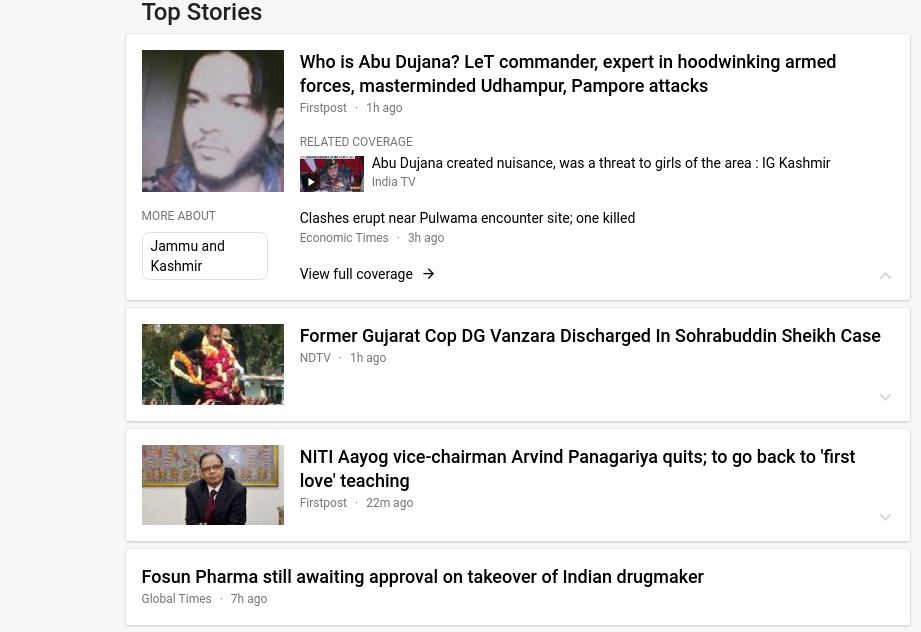 Top Stories
Who is Abu Dujana? LeT commander, expert in hoodwinking armed
forces, masterminded Udhampur, Pampore attacks
Firstpost · 1h ago
RELATED COVERAGE
Abu Dujana created nuisance, was a threat to girls of the area : IG Kashmir
India TV
MORE ABOUT
Jammu and
Kashmir
Clashes erupt near Pulwama encounter site; one killed
Economic Times · 3h ago
View full coverage →
Former Gujarat Cop DG Vanzara Discharged In Sohrabuddin Sheikh Case
NDTV · 1h ago
NITI Aayog vice-chairman Arvind Panagariya quits; to go back to 'first
love' teaching
Firstpost · 22m ago
Fosun Pharma still awaiting approval on takeover of Indian drugmaker
Global Times · 7h ago